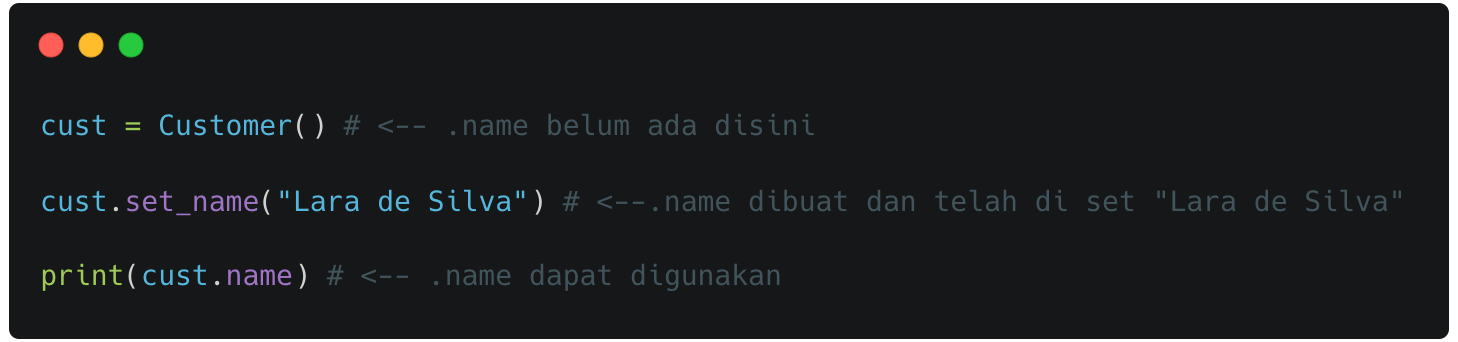 cust = Customer() # <-- .name belum ada disini
cust.set_name("Lara de Silva") # <--.name dibuat dan telah di set "Lara de Silva"
print(cust.name) # <-- .name dapat digunakan